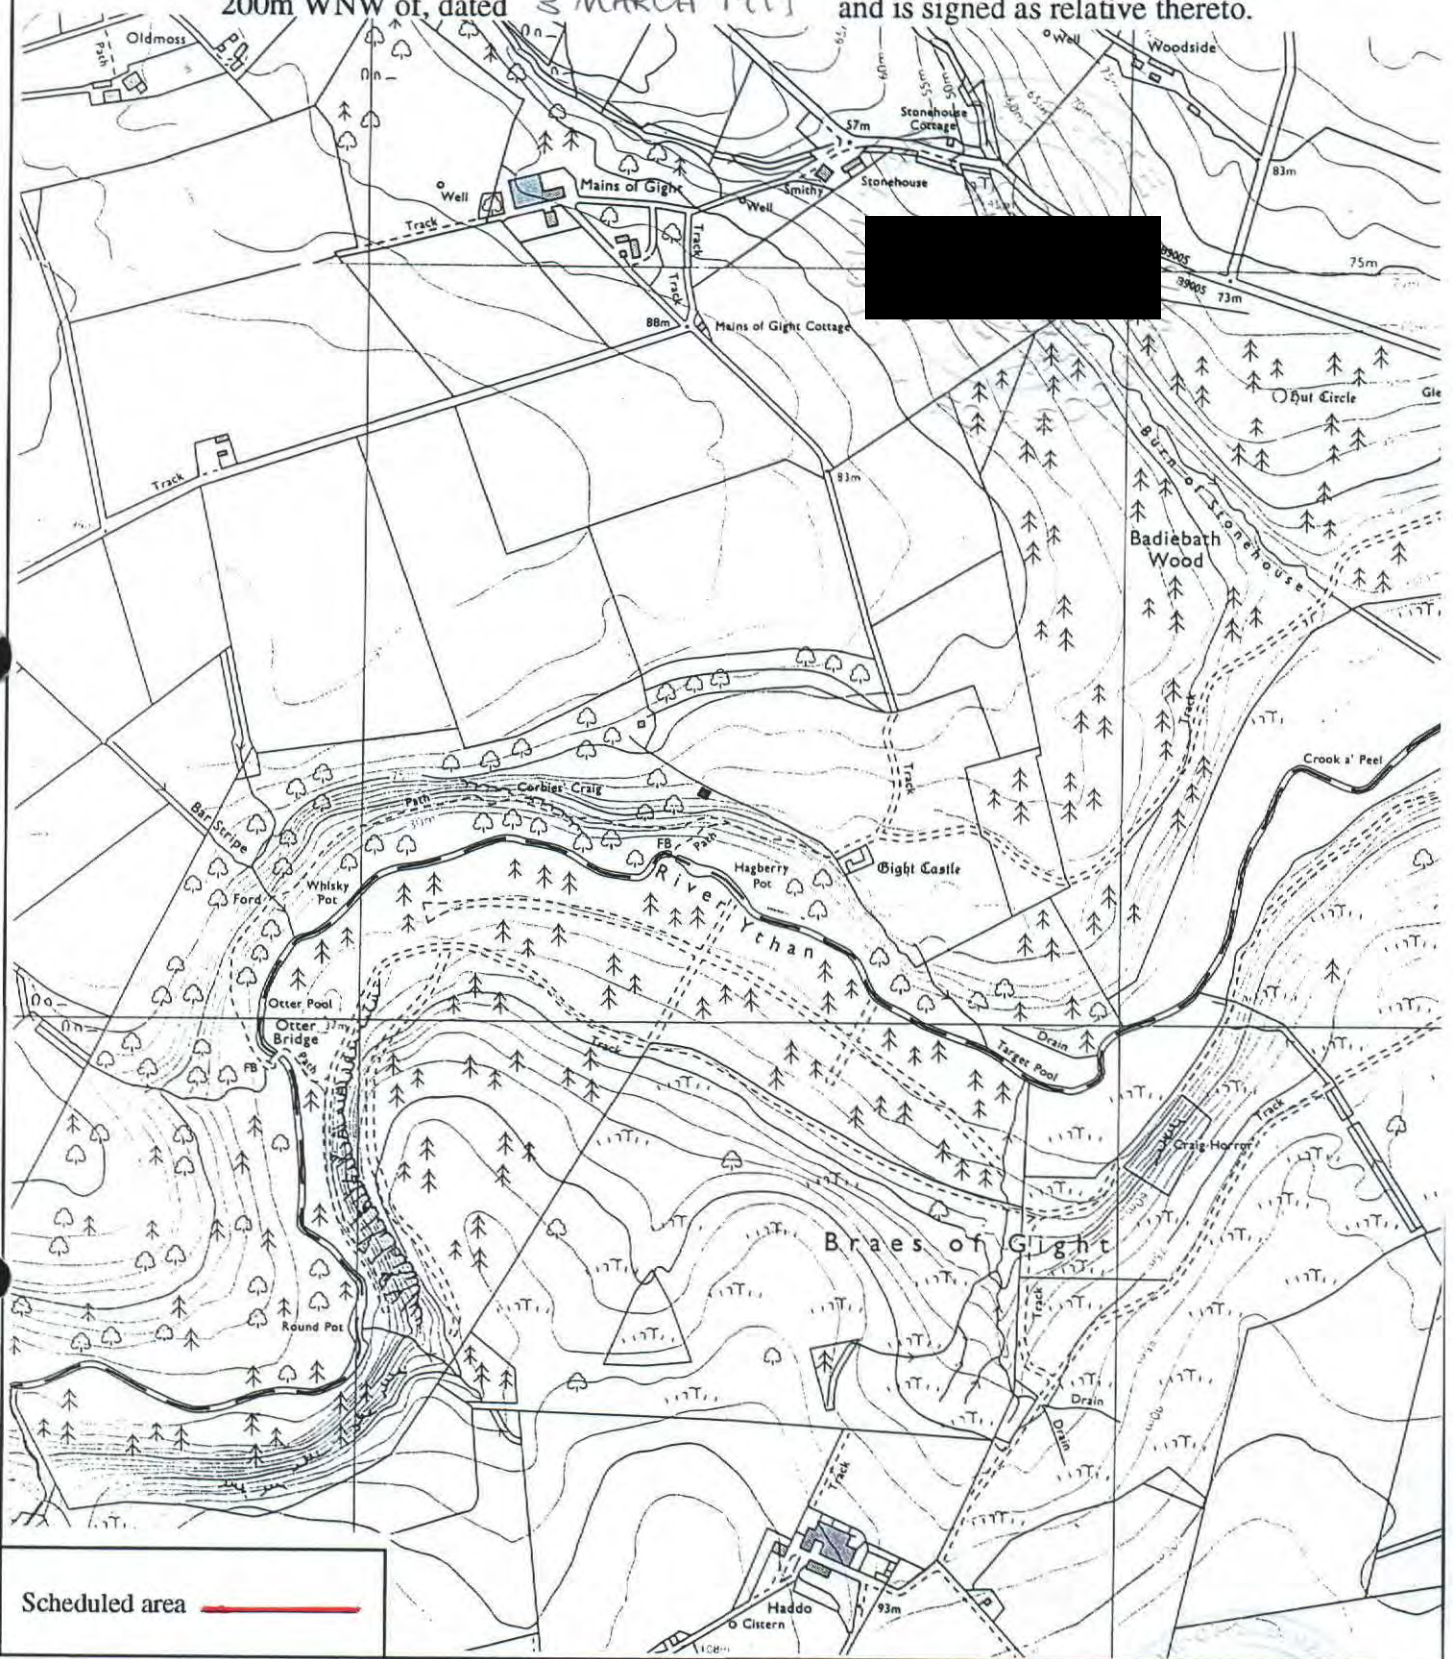 200m WNW of, dated 5 MARCH and is signed as relative thereto.
Oldmoss
Path
Well
Woodside
Stonehouse
Cottage
57m
83m
Mains of Gight
Smithy
Stonehouse
Well
Well
Track
Track
Track
B9005
B9005
75m
73m
88m
Mains of Gight Cottage
Hut Circle
Gle
Burn of Stonehouse
Track
83m
Badiebath
Wood
Track
Crook a' Peel
Track
Corbies' Craig
Path
Bar Stripe
FB
Path
Hagberry
Pot
Gight Castle
Whisky
Pot
Ford
River Ythan
Otter Pool
Otter
Bridge
FB
Path
Track
Drain
Target Pool
Track
Craig Horror
Braes of Gight
Track
Round Pot
Drain
Drain
Track
Scheduled area
Haddo
Cistern
93m